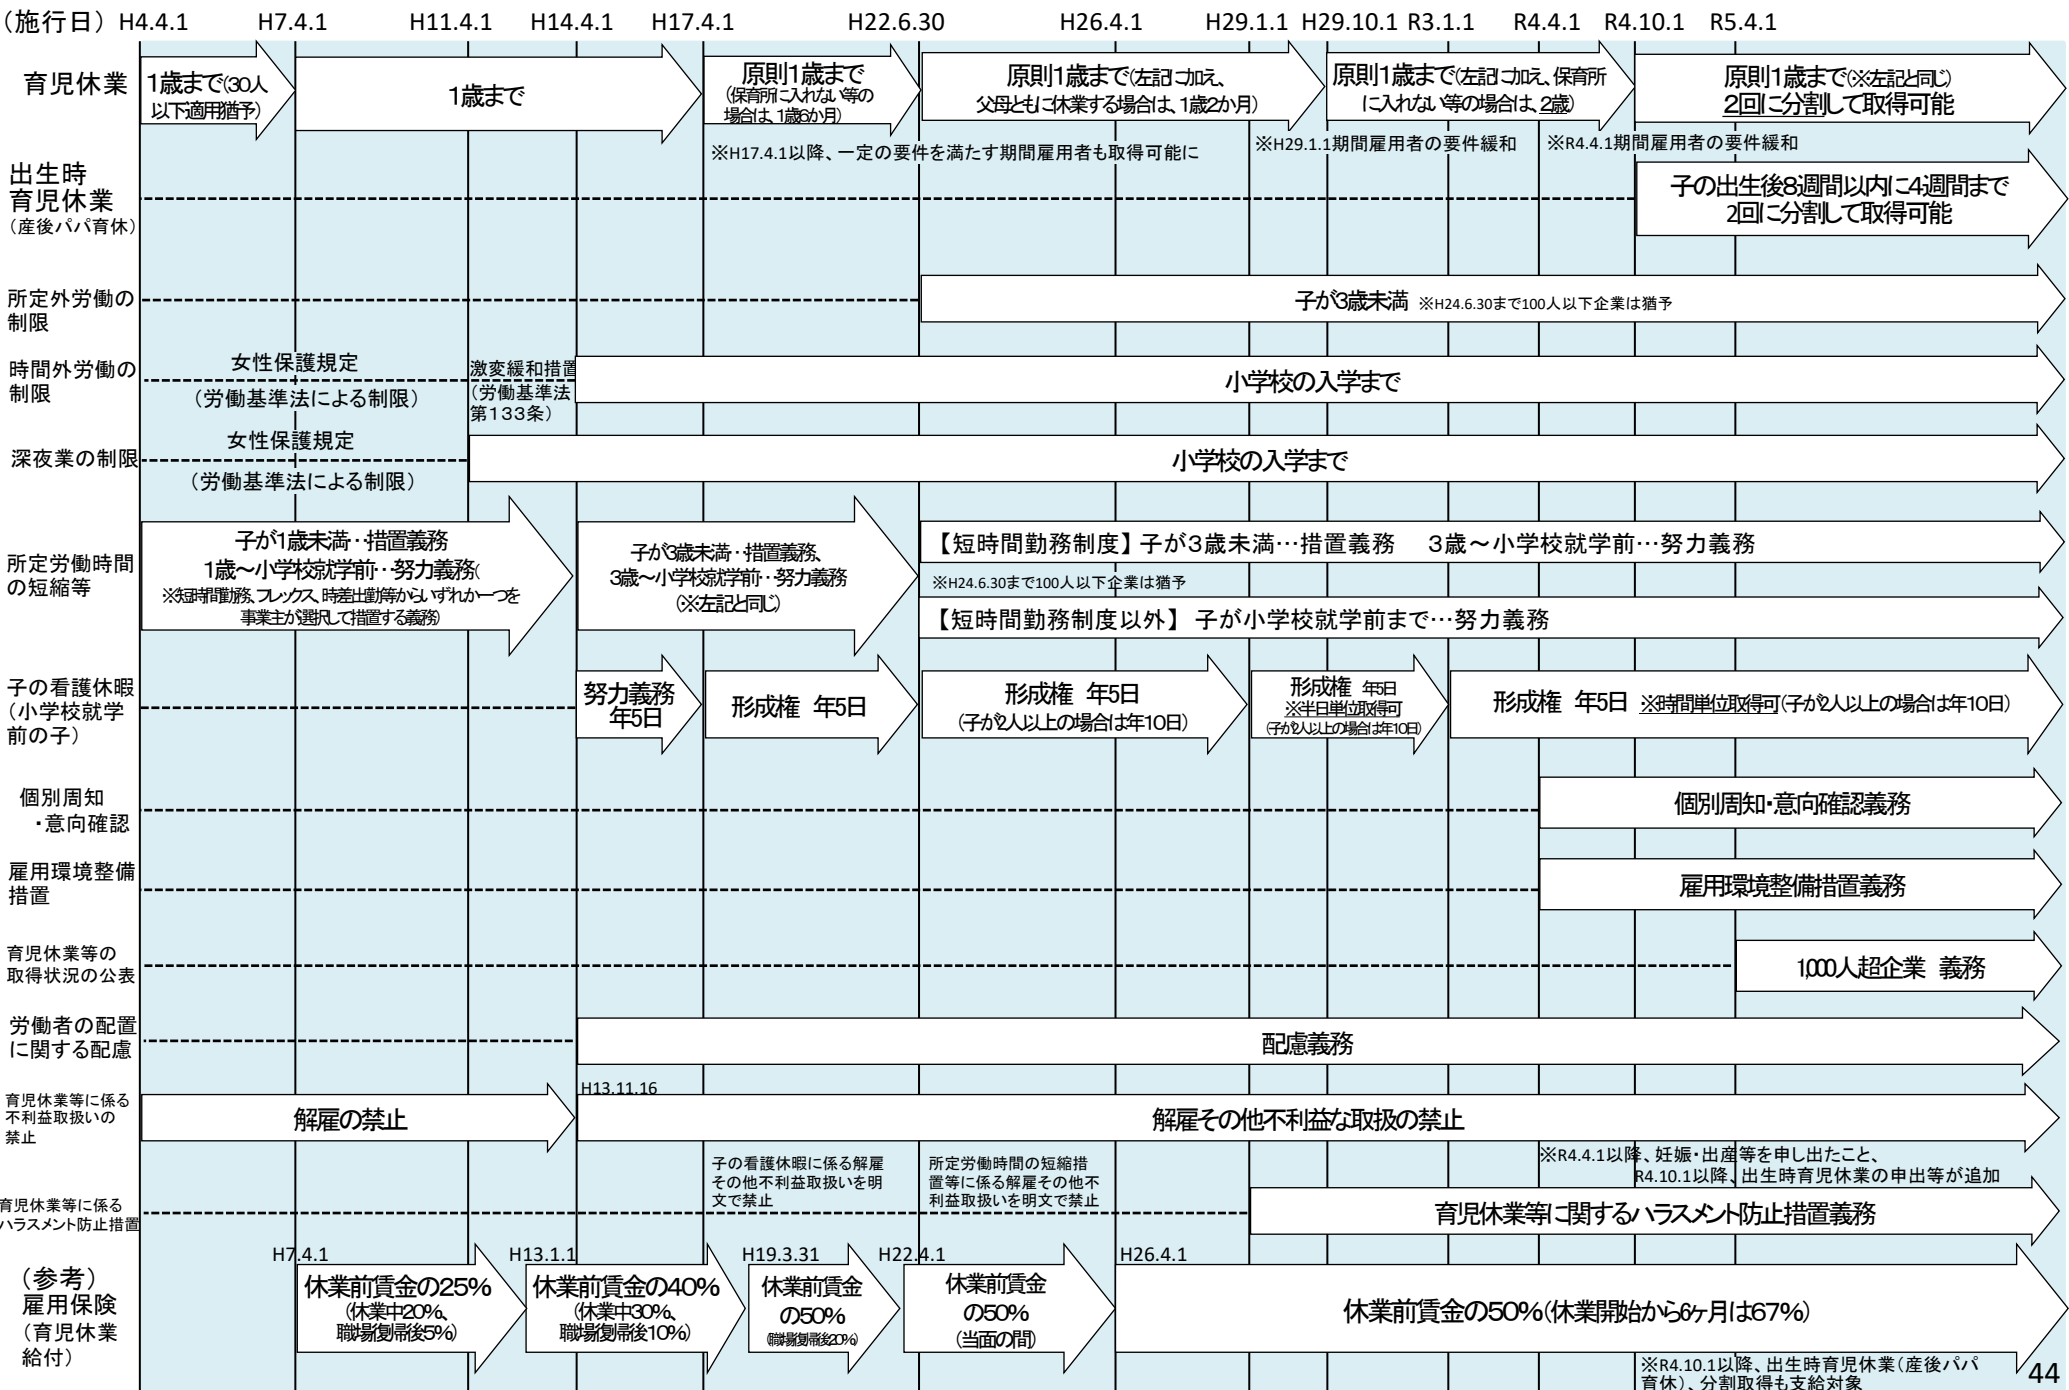 (施行日) H4.4.1 H7.4.1 H11.4.1 H14.4.1 H17.4.1 H22.6.30 H26.4.1 H29.1.1 H29.10.1 R3.1.1 R4.4.1 R4.10.1 R5.4.1
育児休業
1歳まで(30人
以下適用猶予)
1歳まで
原則1歳まで
(保育所に入れない等の
場合は、1歳6か月)
原則1歳まで(左記に加え、
父母ともに休業する場合は、1歳2か月)
原則1歳まで(左記に加え、保育所
に入れない等の場合は、2歳)
原則1歳まで(※左記と同じ)
2回に分割して取得可能
※H17.4.1以降、一定の要件を満たす期間雇用者も取得可能に
※H29.1.1期間雇用者の要件緩和
※R4.4.1期間雇用者の要件緩和
出生時
育児休業
(産後パパ育休)
子の出生後8週間以内に4週間まで
2回に分割して取得可能
所定外労働の
制限
子が3歳未満 ※H24.6.30まで100人以下企業は猶予
時間外労働の
制限
女性保護規定
(労働基準法による制限)
激変緩和措置
(労働基準法
第133条)
小学校の入学まで
深夜業の制限
女性保護規定
(労働基準法による制限)
小学校の入学まで
所定労働時間
の短縮等
子が1歳未満‥措置義務
1歳～小学校就学前…努力義務(
※短時間勤務、フレックス、時差出勤等からいずれか一つを
事業主が選択して措置する義務)
子が3歳未満‥措置義務、
3歳～小学校就学前…努力義務
(※左記と同じ)
【短時間勤務制度】子が3歳未満…措置義務 3歳～小学校就学前…努力義務
※H24.6.30まで100人以下企業は猶予
【短時間勤務制度以外】 子が小学校就学前まで…努力義務
子の看護休暇
(小学校就学
前の子)
努力義務
年5日
形成権 年5日
形成権 年5日
(子が2人以上の場合は年10日)
形成権 年5日
※半日単位取得可
(子が2人以上の場合は年10日)
形成権 年5日 ※時間単位取得可(子が2人以上の場合は年10日)
個別周知
・意向確認
個別周知・意向確認義務
雇用環境整備
措置
雇用環境整備措置義務
育児休業等の
取得状況の公表
1,000人超企業 義務
労働者の配置
に関する配慮
配慮義務
育児休業等に係る
不利益取扱いの
禁止
解雇の禁止
H13.11.16
解雇その他不利益な取扱の禁止
※R4.4.1以降、妊娠・出産等を申し出たこと、
R4.10.1以降、出生時育児休業の申出等が追加
子の看護休暇に係る解雇
その他不利益取扱いを明
文で禁止
所定労働時間の短縮措
置等に係る解雇その他不
利益取扱いを明文で禁止
育児休業等に係る
ハラスメント防止措置
育児休業等に関するハラスメント防止措置義務
(参考)
雇用保険
(育児休業
給付)
H7.4.1
休業前賃金の25%
(休業中20%、
職場復帰後5%)
H13.1.1
休業前賃金の40%
(休業中30%、
職場復帰後10%)
H19.3.31
休業前賃金
の50%
(職場復帰後20%)
H22.4.1
休業前賃金
の50%
(当面の間)
H26.4.1
休業前賃金の50%(休業開始から6ヶ月は67%)
※R4.10.1以降、出生時育児休業(産後パパ
育休)、分割取得も支給対象
44